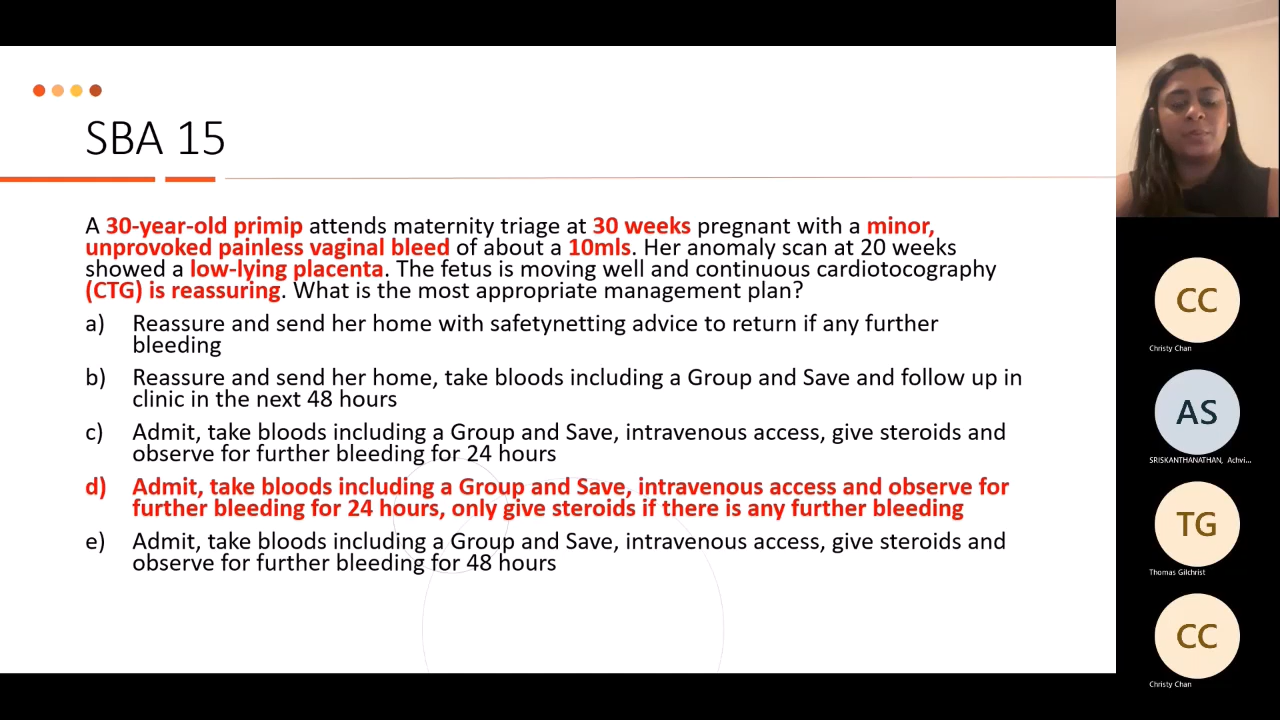 SBA 15
A 30-year-old primip attends maternity triage at 30 weeks pregnant with a minor,
unprovoked painless vaginal bleed of about a 10mls. Her anomaly scan at 20 weeks
showed a low-lying placenta. The fetus is moving well and continuous cardiotocography
(CTG) is reassuring. What is the most appropriate management plan?
a) Reassure and send her home with safetynetting advice to return if any further
bleeding
b) Reassure and send her home, take bloods including a Group and Save and follow up in
clinic in the next 48 hours
c) Admit, take bloods including a Group and Save, intravenous access, give steroids and
observe for further bleeding for 24 hours
d) Admit, take bloods including a Group and Save, intravenous access and observe for
further bleeding for 24 hours, only give steroids if there is any further bleeding
e) Admit, take bloods including a Group and Save, intravenous access, give steroids and
observe for further bleeding for 48 hours
CC
Christy Chan
AS
SRISKANTHANATHAN, Achvi...
TG
Thomas Gilchrist
CC
Christy Chan